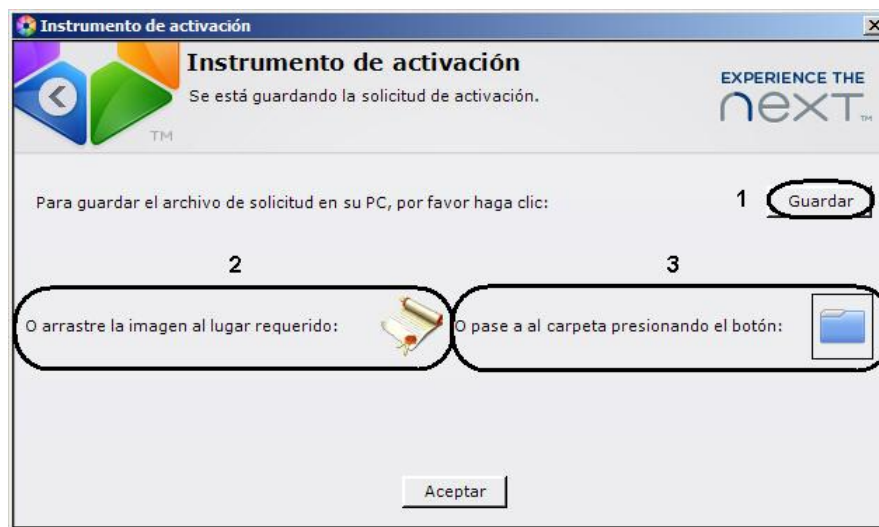 Instrumento de activación
Instrumento de activación
Se está guardando la solicitud de activación.
EXPERIENCE THE
nexT™
TM
Para guardar el archivo de solicitud en su PC, por favor haga clic:
1
Guardar
2
3
O arrastre la imagen al lugar requerido:
O pase a al carpeta presionando el botón:
Aceptar